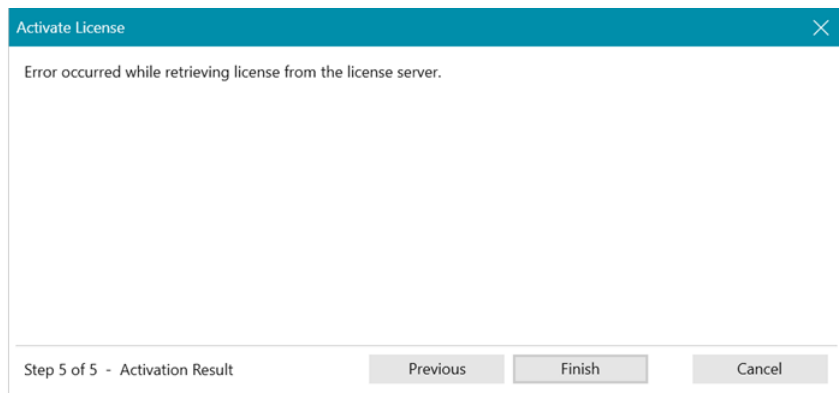 Activate License
Error occurred while retrieving license from the license server.
Step 5 of 5 - Activation Result
Previous
Finish
Cancel